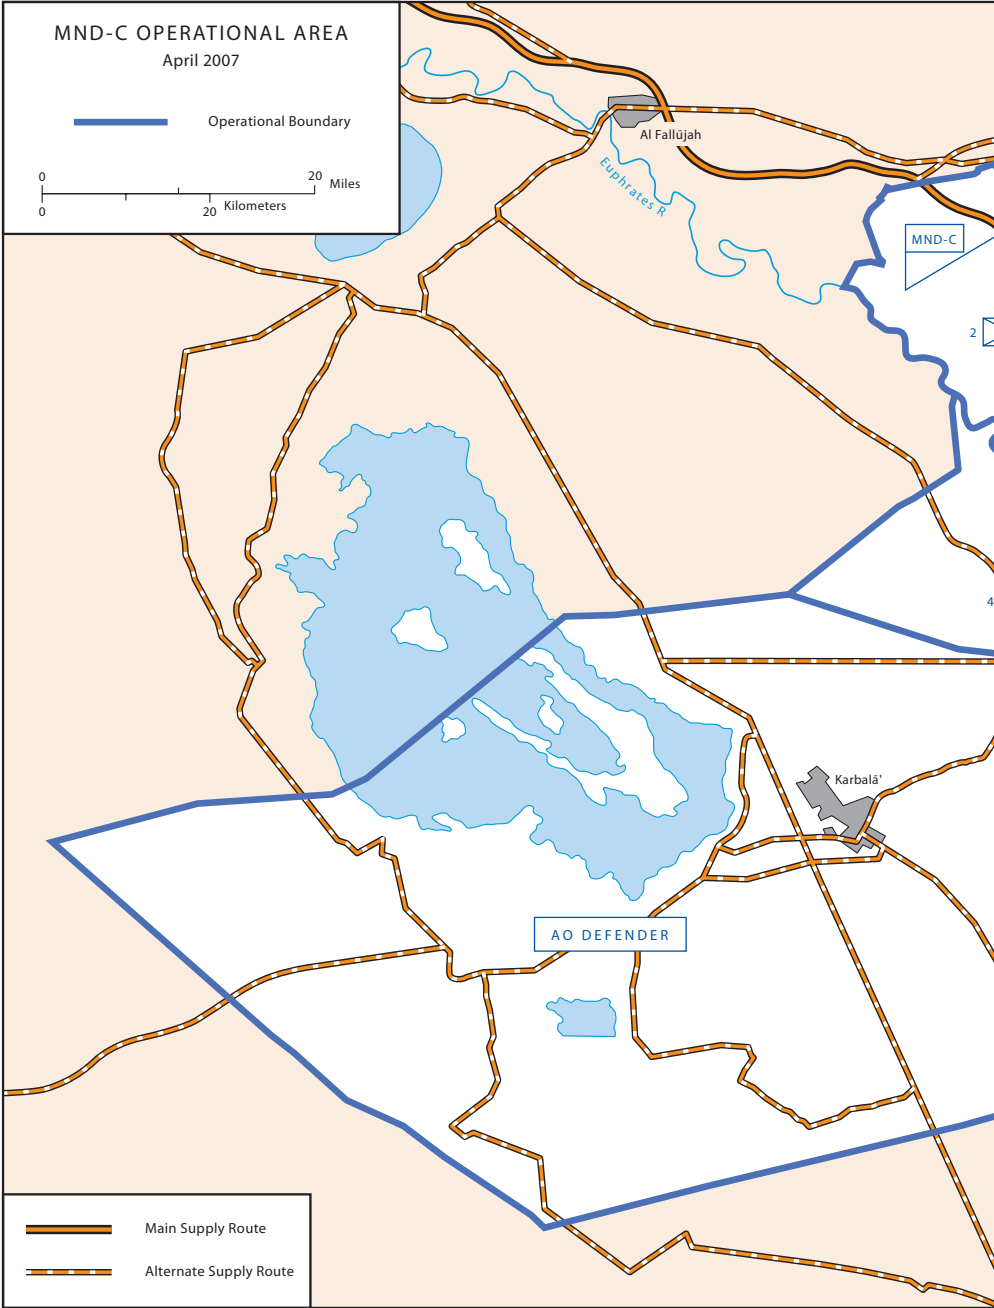 MND-C OPERATIONAL AREA
April 2007
Operational Boundary
0 20 Miles
0 20 Kilometers
Al Fallūjah
Euphrates R
MND-C
2
4
Karbalā'
AO DEFENDER
Main Supply Route
Alternate Supply Route